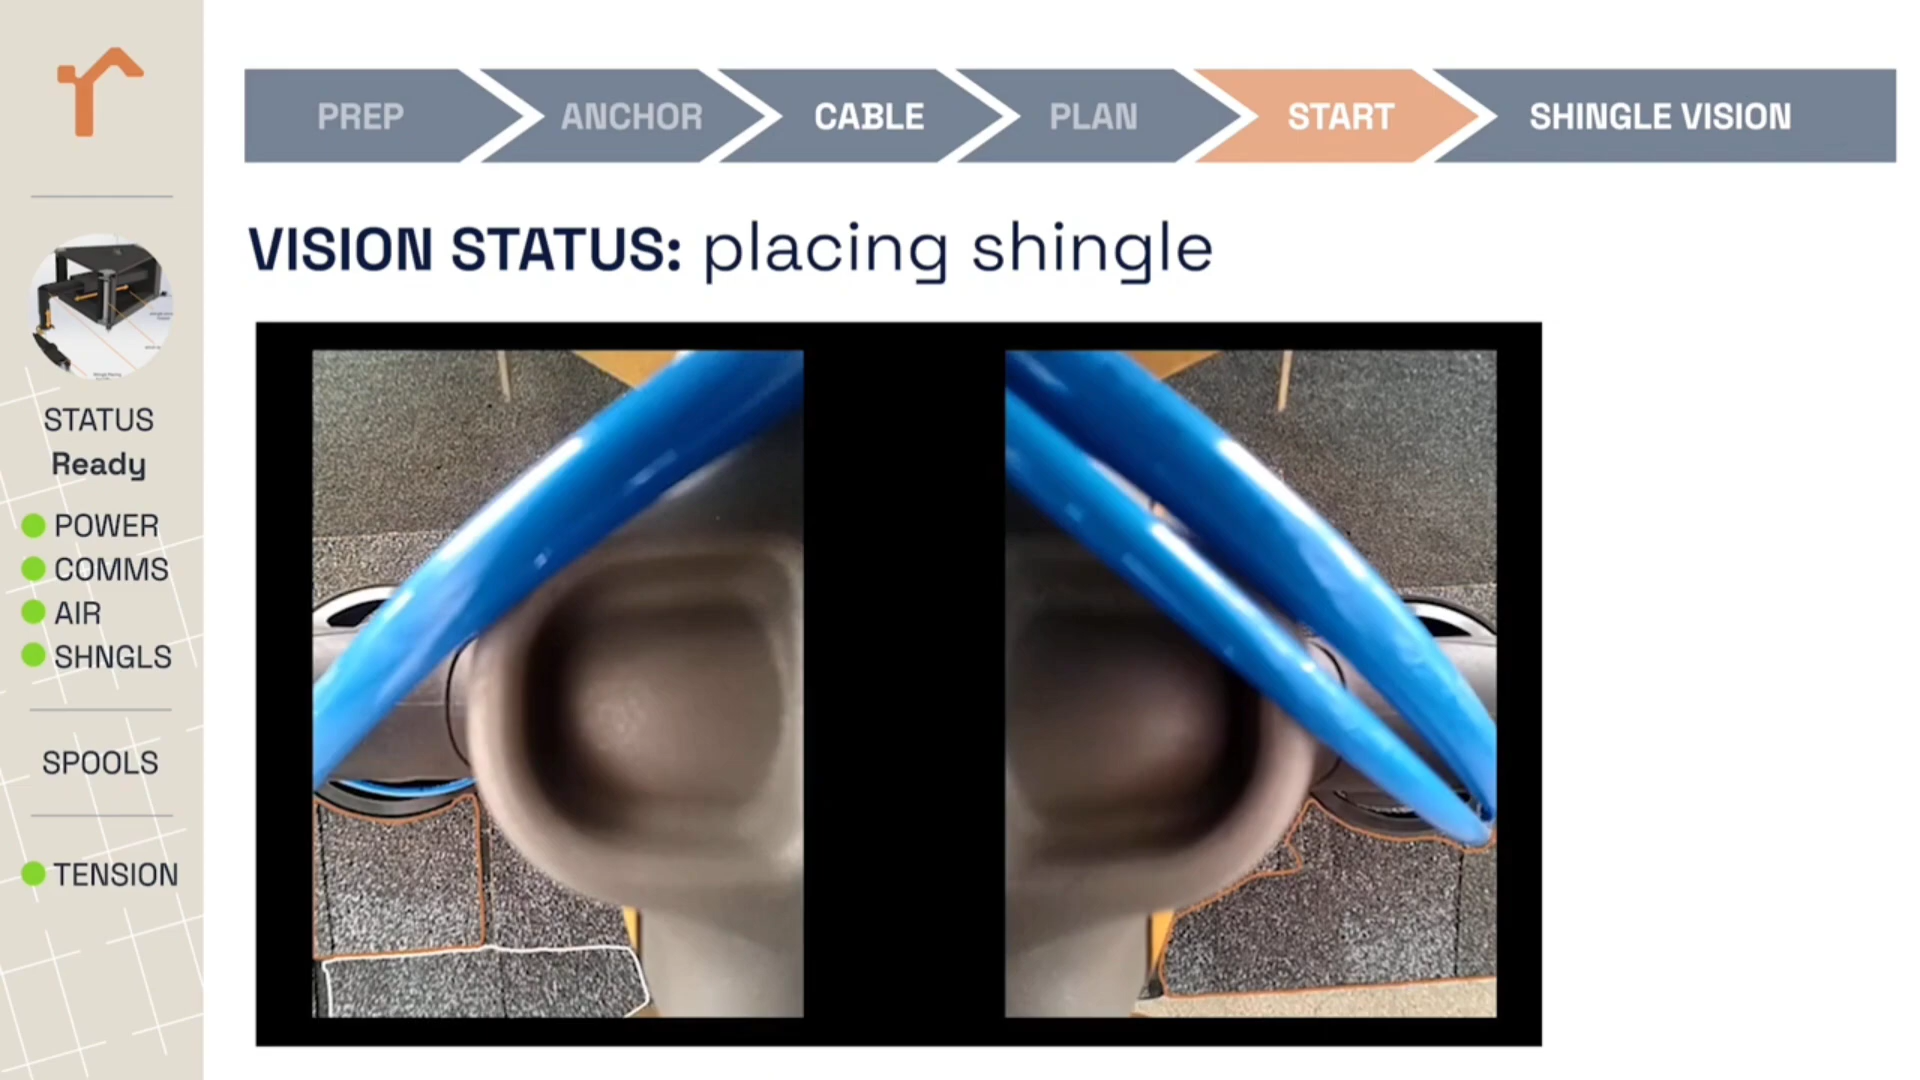 PREP
ANCHOR
CABLE
PLAN
START
SHINGLE VISION
VISION STATUS: placing shingle
STATUS
Ready
POWER
COMMS
AIR
SHNGLS
SPOOLS
TENSION